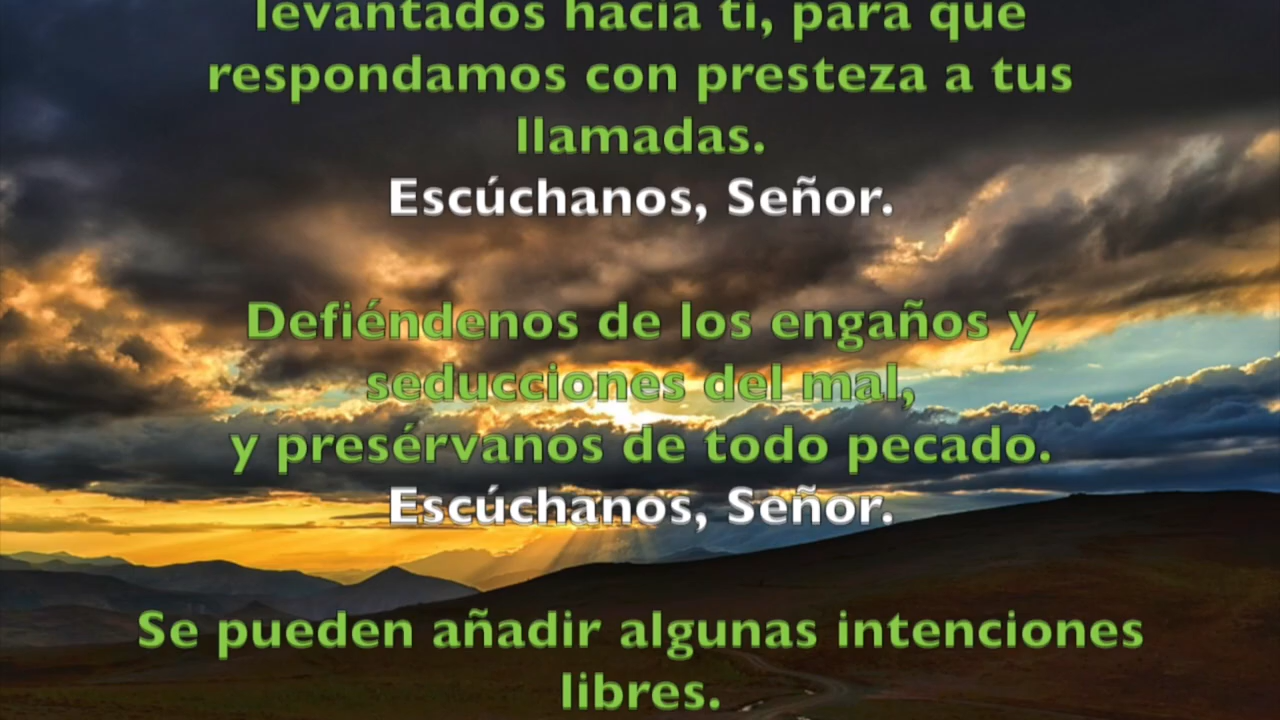 levantados hacia ti, para que
respondamos con presteza a tus
llamadas.
Escúchanos, Señor.
Defiéndenos de los engaños y
seducciones del mal,
y presérvanos de todo pecado.
Escúchanos, Señor.
Se pueden añadir algunas intenciones
libres.